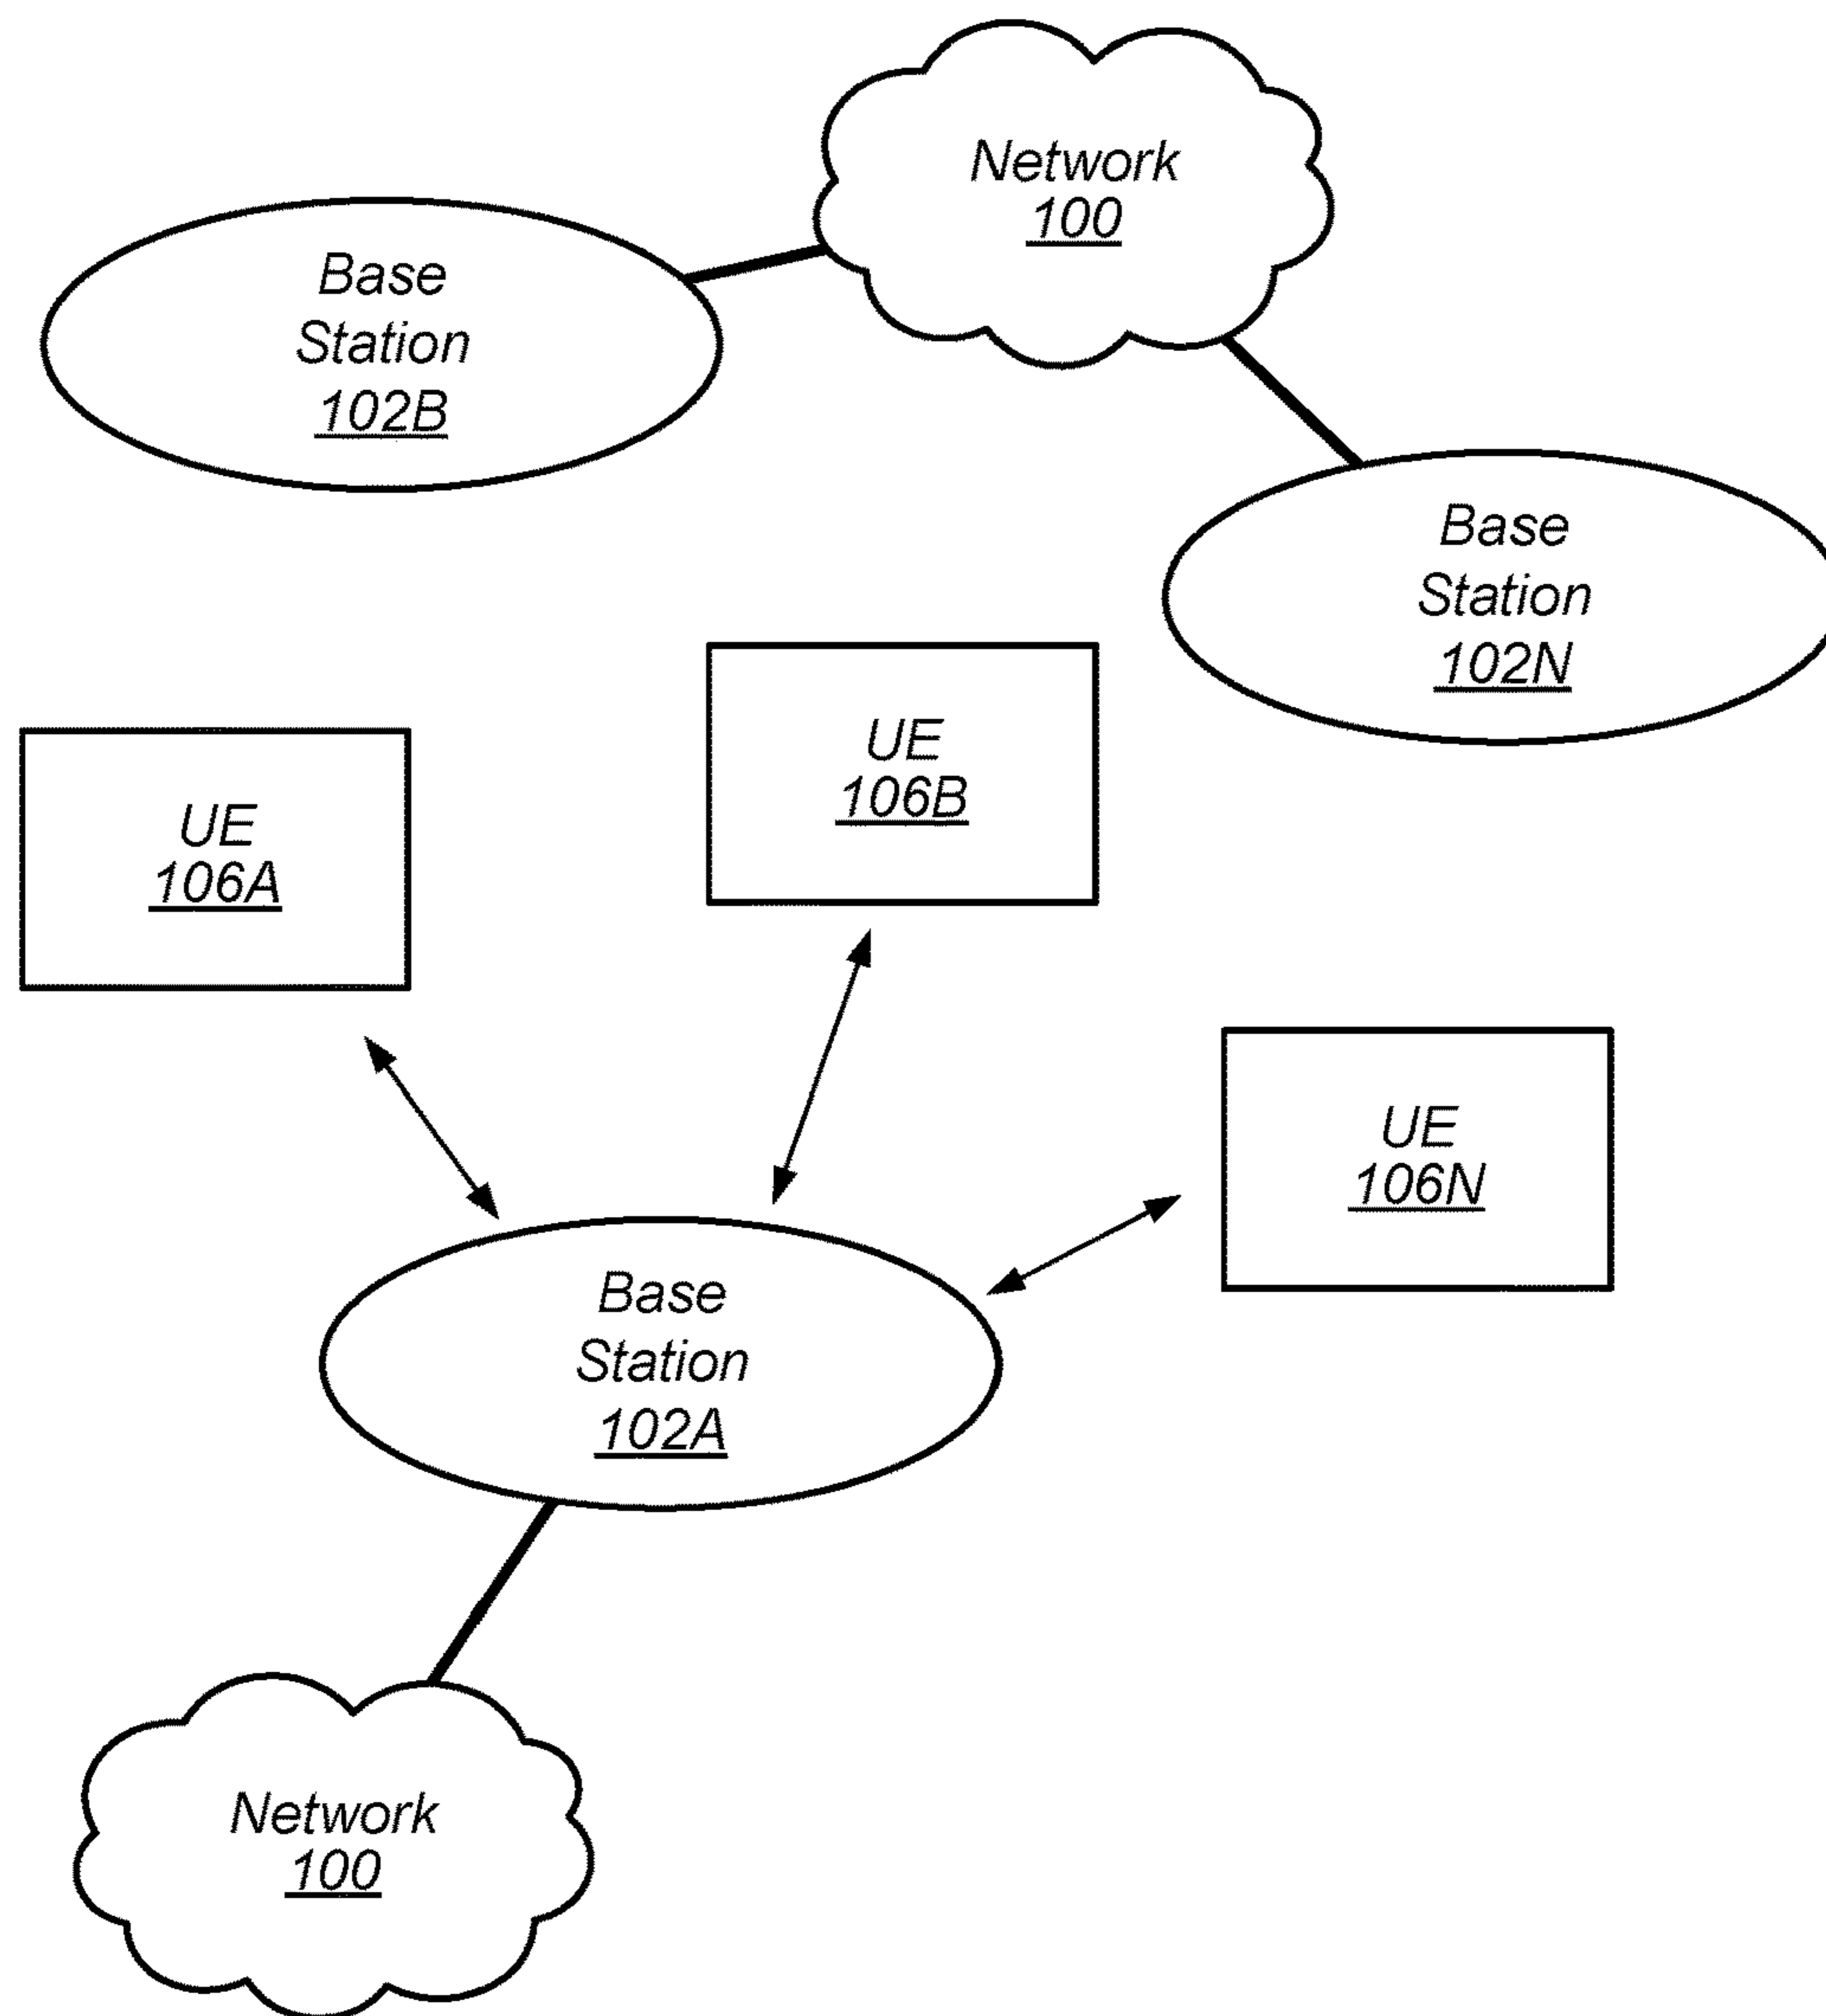 Network
100
Base
Station
102B
Base
Station
102N
UE
106B
UE
106A
UE
106N
Base
Station
102A
Network
100